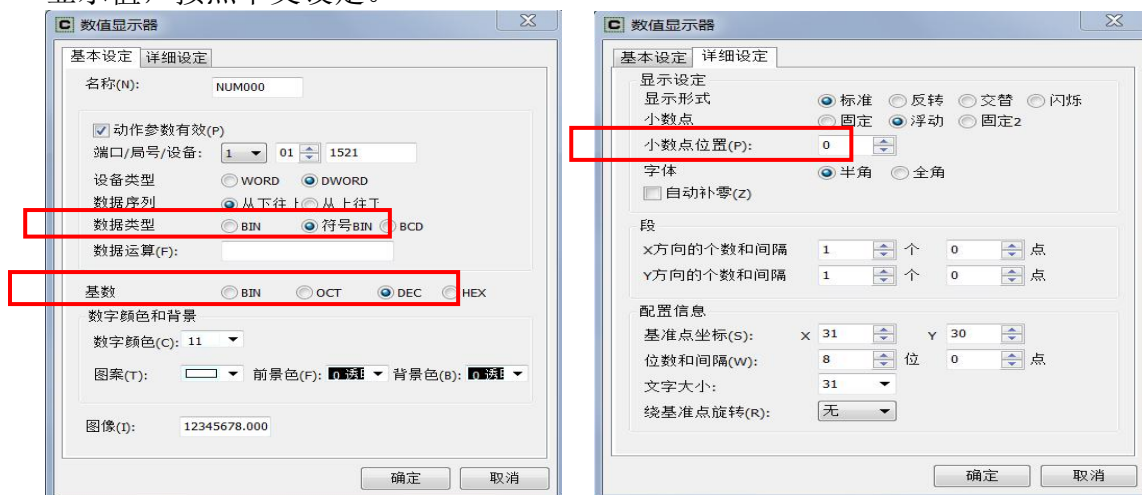 数值显示器
基本设定 详细设定
名称(N): NUM000
动作参数有效(P)
端口/局号/设备: 1 01 1521
设备类型 WORD DWORD
数据序列 从下往上 从上往下
数据类型 BIN 符号BIN BCD
数据运算(F):
基数 BIN OCT DEC HEX
数字颜色和背景
数字颜色(C): 11
图案(T): 前景色(F): 0 透 背景色(B): 0 透
图像(I): 12345678.000
确定 取消
数值显示器
基本设定 详细设定
显示设定
显示形式 标准 反转 交替 闪烁
小数点 固定 浮动 固定2
小数点位置(P): 0
字体 半角 全角
自动补零(Z)
段
X方向的个数和间隔 1 个 0 点
Y方向的个数和间隔 1 个 0 点
配置信息
基准点坐标(S): X 31 Y 30
位数和间隔(W): 8 位 0 点
文字大小: 31
绕基准点旋转(R): 无
确定 取消